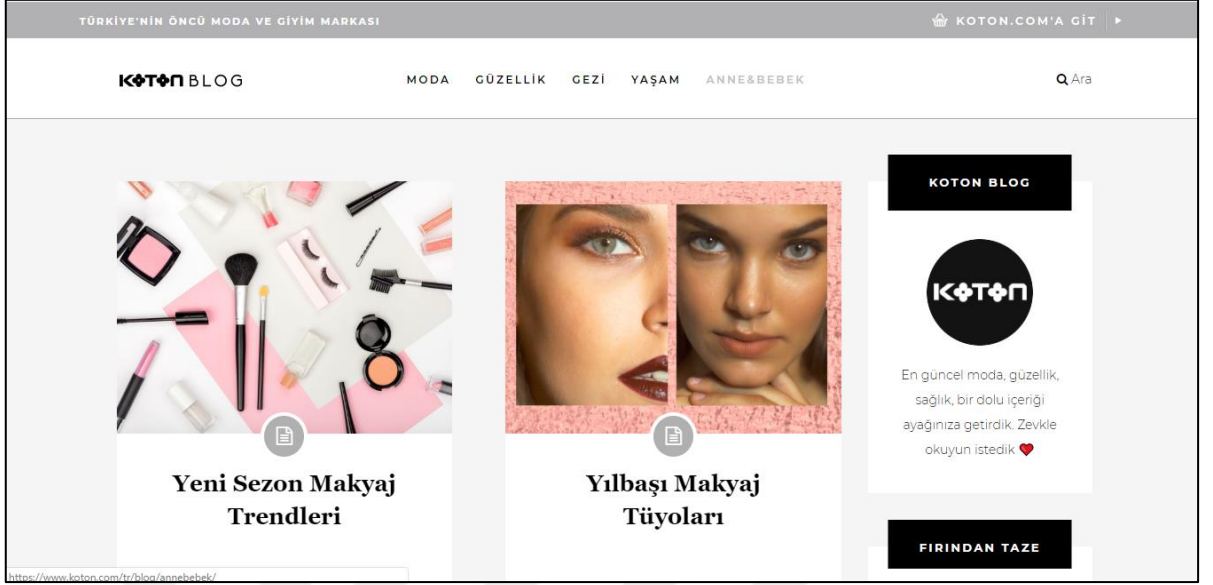 TÜRKİYE'NİN ÖNCÜ MODA VE GİYİM MARKASI
KOTON.COM'A GİT
KOTON BLOG
MODA GÜZELLİK GEZİ YAŞAM ANNE&BEBEK
Ara
Yeni Sezon Makyaj
Trendleri
Yılbaşı Makyaj
Tüyoları
KOTON BLOG
KOTON
En güncel moda, güzellik,
sağlık, bir dolu içeriği
ayağınıza getirdik. Zevkle
okuyun istedik ❤
FIRINDAN TAZE
https://www.koton.com/tr/blog/annebebek/